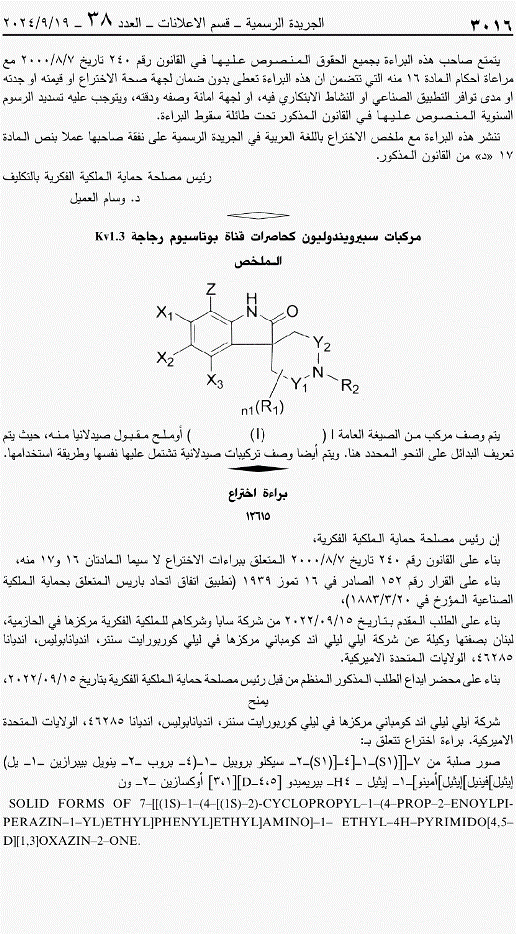 ٣٠١٦ الجريدة الرسمية ــ قسم الاعلانات ــ العدد ٣٨ ــ ٢٠٢٤/٩/١٩
يتمتع صاحب هذه البراءة بجميع الحقوق المنصوص عليها في القانون رقم ٢٤٠ تاريخ ٢٠٠٠/٨/٧ مع
مراعاة احكام المادة ١٦ منه التي تتضمن ان هذه البراءة تعطى بدون ضمان لجهة صحة الاختراع او قيمته او جدته
او مدى توافر التطبيق الصناعي او النشاط الابتكاري فيه، او لجهة امانة وصفه ودقته، ويتوجب عليه تسديد الرسوم
السنوية المنصوص عليها في القانون المذكور تحت طائلة سقوط البراءة.
تنشر هذه البراءة مع ملخص الاختراع باللغة العربية في الجريدة الرسمية على نفقة صاحبها عملا بنص المادة
١٧ «د» من القانون المذكور.
رئيس مصلحة حماية الملكية الفكرية بالتكليف
د. وسام العميل
مركبات سبيرويندوليون كحاصرات قناة بوتاسيوم رجاجة Kv1.3
الملخص
Z
H
X1 N O
X2 Y2
X3 Y1 N R2
n1(R1)
يتم وصف مركب من الصيغة العامة I ( (I) ) أوملح مقبول صيدلانيا منه، حيث يتم
تعريف البدائل على النحو المحدد هنا. ويتم أيضا وصف تركيبات صيدلانية تشتمل عليها نفسها وطريقة استخدامها.
براءة اختراع
١٣٦١٥
إن رئيس مصلحة حماية الملكية الفكرية،
بناء على القانون رقم ٢٤٠ تاريخ ٢٠٠٠/٨/٧ المتعلق ببراءات الاختراع لا سيما المادتان ١٦ و١٧ منه،
بناء على القرار رقم ١٥٢ الصادر في ١٦ تموز ١٩٣٩ (تطبيق اتفاق اتحاد باريس المتعلق بحماية الملكية
الصناعية المؤرخ في ١٨٨٣/٣/٢٠)،
بناء على الطلب المقدم بتاريخ ٢٠٢٢/٠٩/١٥ من شركة سابا وشركاهم للملكية الفكرية مركزها في الحازمية،
لبنان بصفتها وكيلة عن شركة ايلي ليلي اند كومباني مركزها في ليلي كوربورايت سنتر، انديانابوليس، انديانا
٤٦٢٨٥، الولايات المتحدة الاميركية.
بناء على محضر ايداع الطلب المذكور المنظم من قبل رئيس مصلحة حماية الملكية الفكرية بتاريخ ٢٠٢٢/٠٩/١٥،
يمنح
شركة ايلي ليلي اند كومباني مركزها في ليلي كوربورايت سنتر، انديانابوليس، انديانا ٤٦٢٨٥، الولايات المتحدة
الاميركية. براءة اختراع تتعلق بـ:
صور صلبة من ٧–[[(S١)–١–[٤–[(S١)–٢– سيكلو بروبيل –١–(٤– بروب –٢– ينويل بيبرازين –١– يل)
إيثيل]فينيل]إيثيل]أمينو]–١– إيثيل – H٤– بيريميدو [٤،٥–D][٣،١] أوكسازين –٢– ون
SOLID FORMS OF 7–[[(1S)–1–(4–[(1S)–2)-CYCLOPROPYL–1–(4–PROP–2–ENOYLPI-
PERAZIN–1–YL)ETHYL]PHENYL]ETHYL]AMINO]–1– ETHYL–4H–PYRIMIDO[4,5–
D][1,3]OXAZIN–2–ONE.